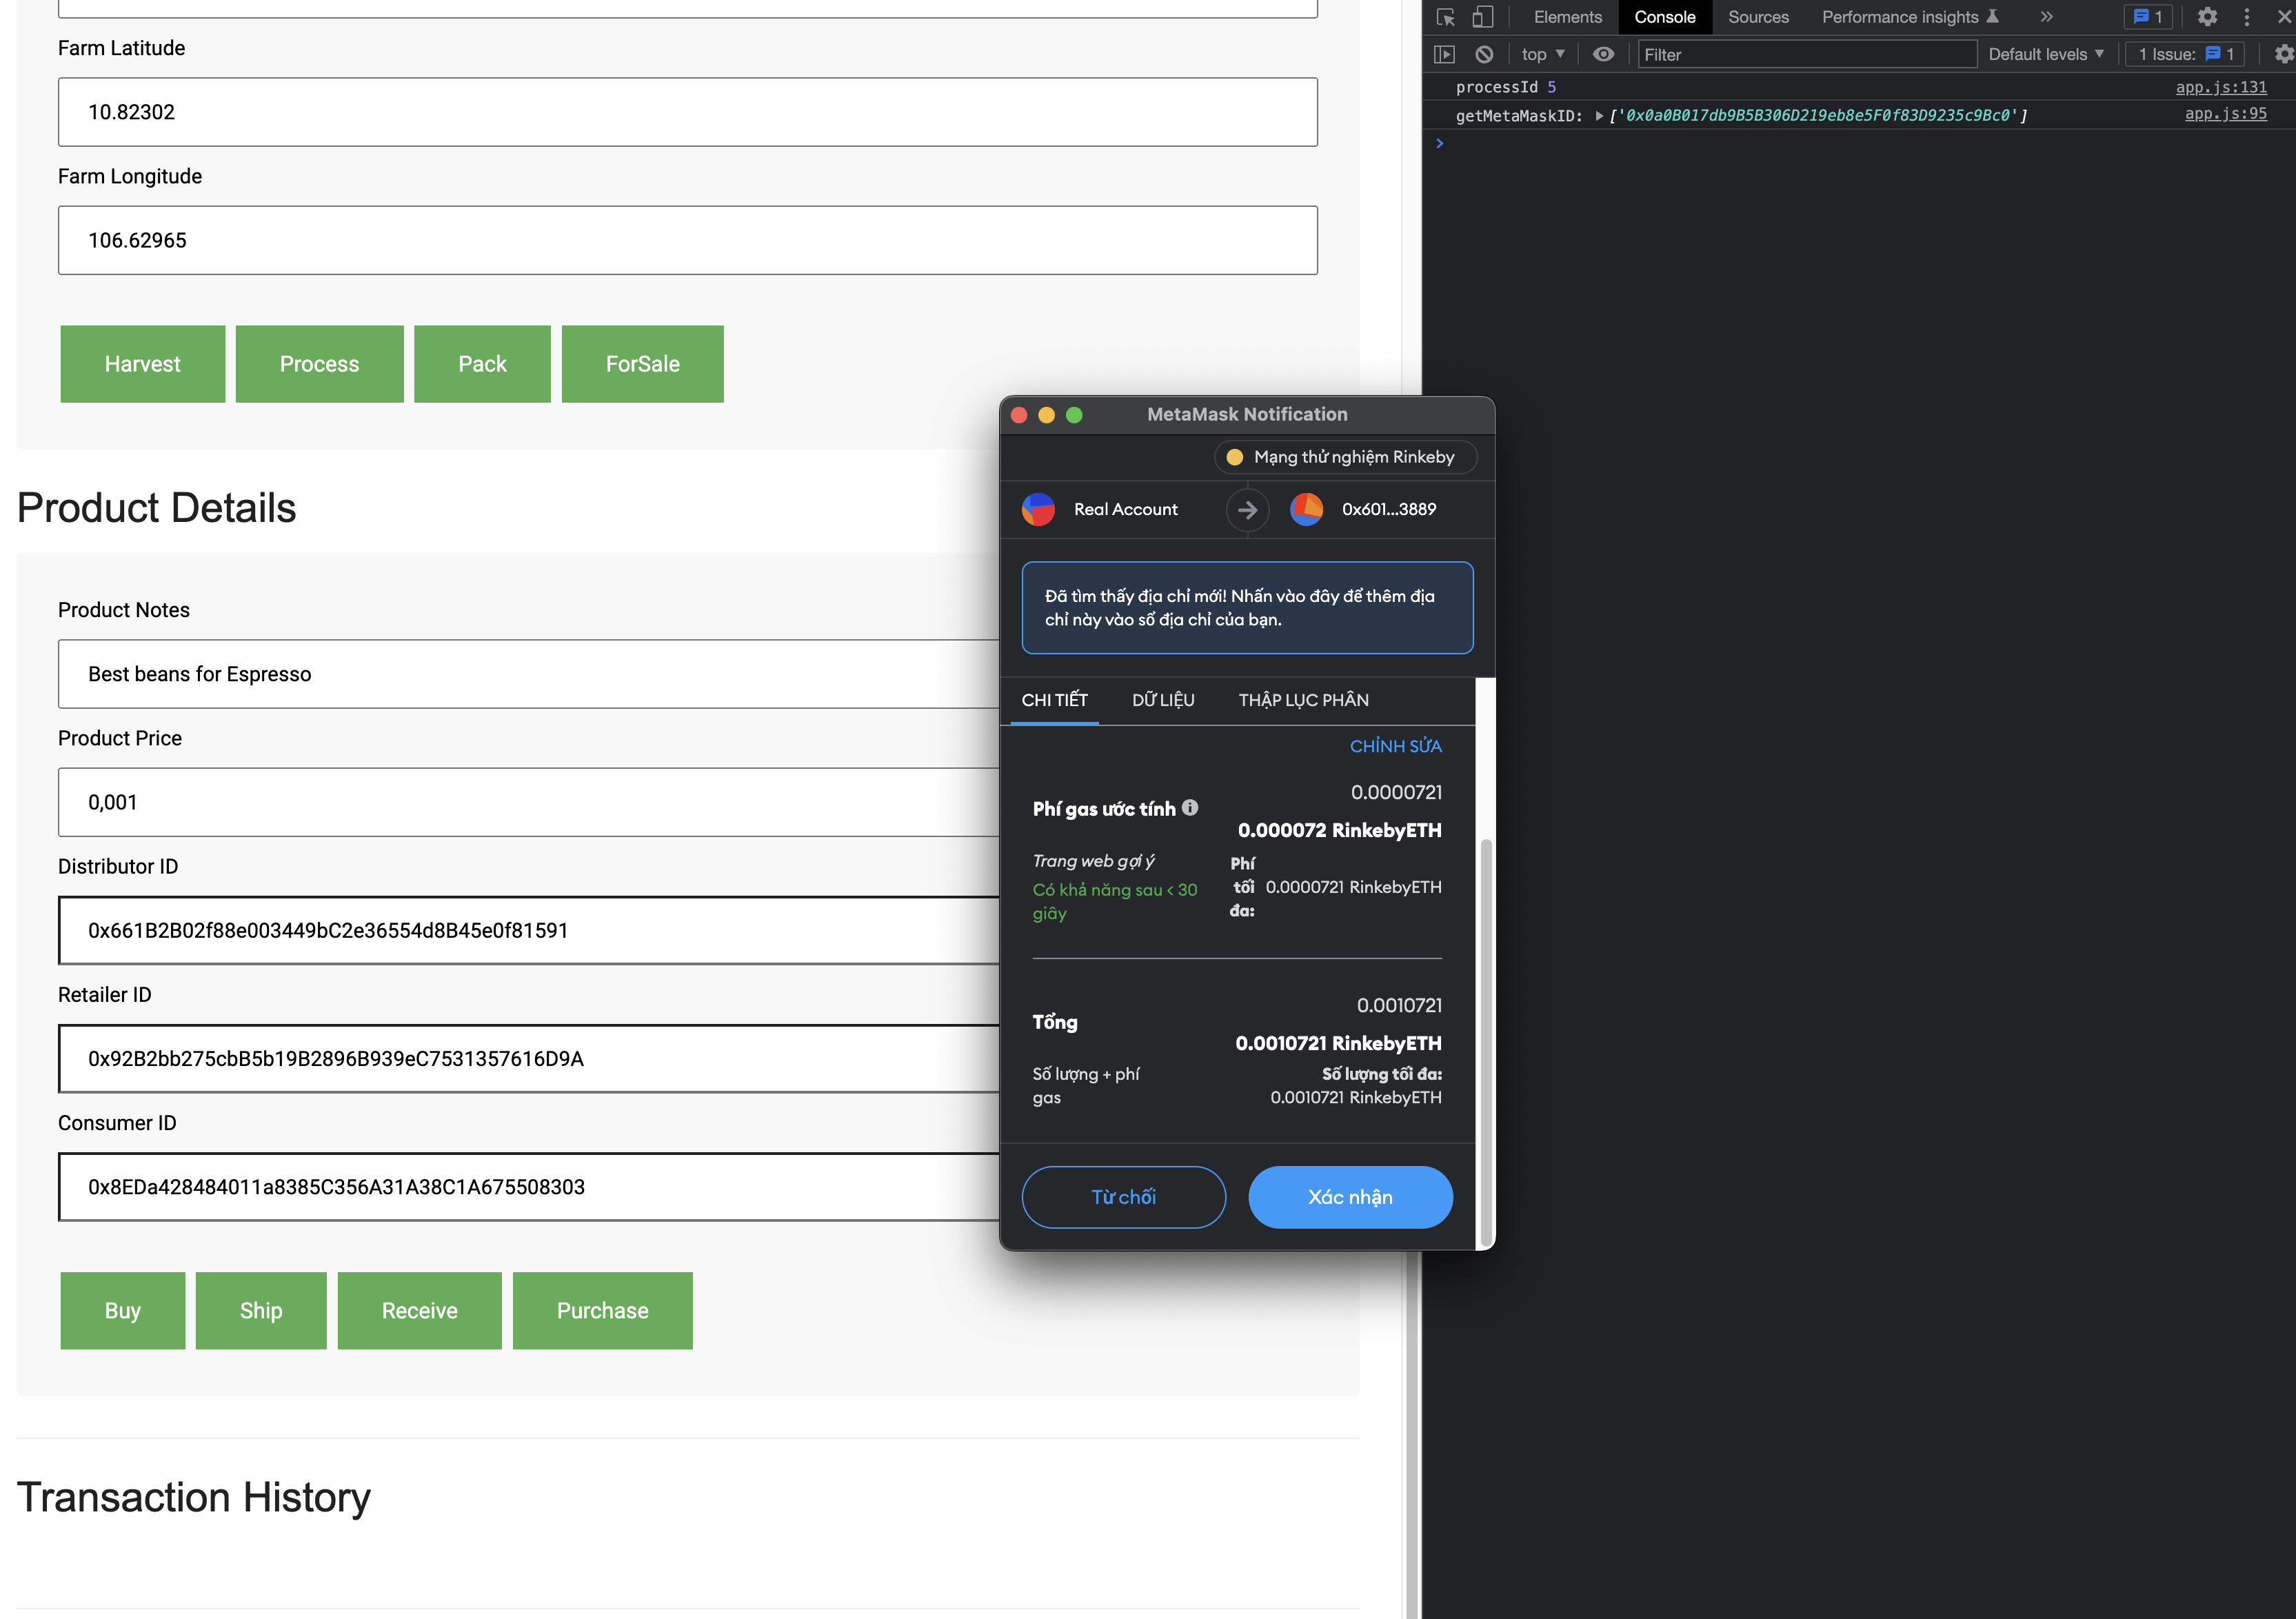 Farm Latitude
10.82302
Farm Longitude
106.62965
Harvest
Process
Pack
ForSale
Product Details
Product Notes
Best beans for Espresso
Product Price
0,001
Distributor ID
0x661B2B02f88e003449bC2e36554d8B45e0f81591
Retailer ID
0x92B2bb275cbB5b19B2896B939eC7531357616D9A
Consumer ID
0x8EDa428484011a8385C356A31A38C1A675508303
Buy
Ship
Receive
Purchase
Transaction History
MetaMask Notification
Mạng thử nghiệm Rinkeby
Real Account
0x601...3889
Đã tìm thấy địa chỉ mới! Nhấn vào đây để thêm địa
chỉ này vào sổ địa chỉ của bạn.
CHI TIẾT
DỮ LIỆU
THẬP LỤC PHÂN
CHỈNH SỬA
Phí gas ước tính
0.0000721
0.000072 RinkebyETH
Trang web gợi ý
Có khả năng sau < 30
giây
Phí
tối
đa:
0.0000721 RinkebyETH
Tổng
0.0010721
0.0010721 RinkebyETH
Số lượng + phí
gas
Số lượng tối đa:
0.0010721 RinkebyETH
Từ chối
Xác nhận
Elements
Console
Sources
Performance insights
1
top
Filter
Default levels
1 Issue:
1
processId 5
app.js:131
getMetaMaskID: ['0x0a0B017db9B5B306D219eb8e5F0f83D9235c9Bc0']
app.js:95